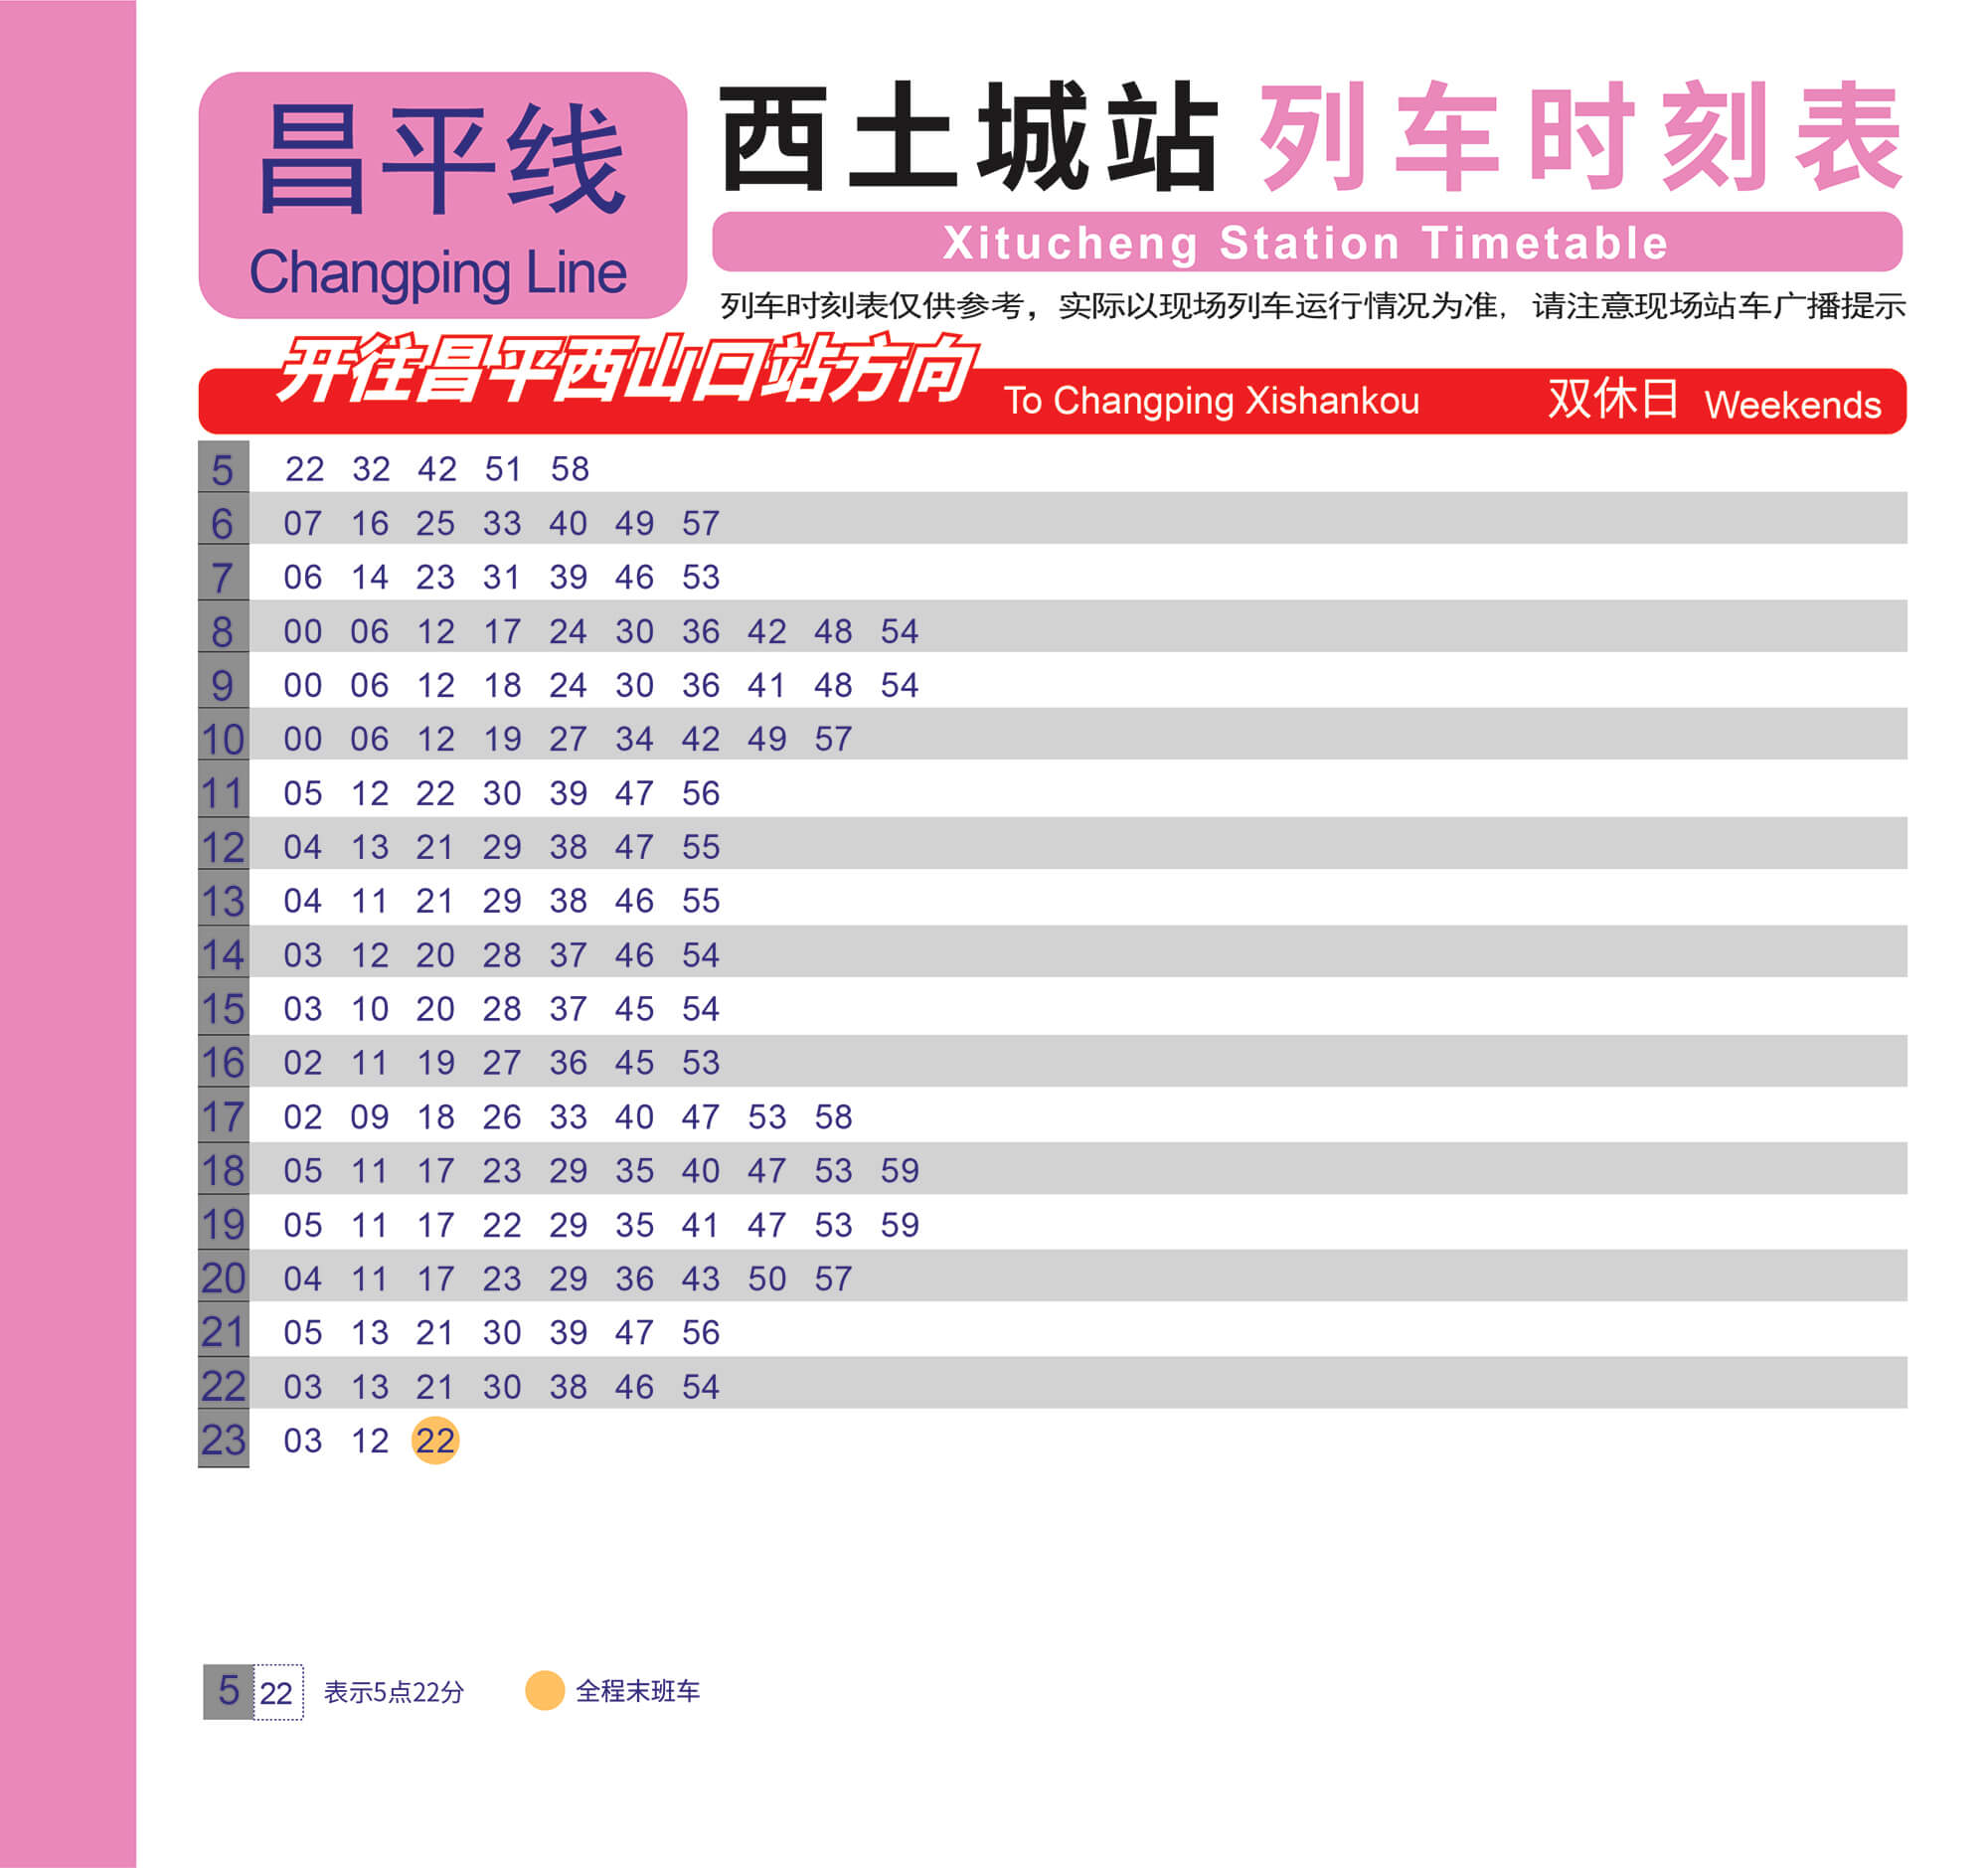 昌平线
Changping Line
西土城站 列车时刻表
Xitucheng Station Timetable
列车时刻表仅供参考，实际以现场列车运行情况为准，请注意现场站车广播提示
开往昌平西山口站方向 To Changping Xishankou 双休日 Weekends
5 22 32 42 51 58
6 07 16 25 33 40 49 57
7 06 14 23 31 39 46 53
8 00 06 12 17 24 30 36 42 48 54
9 00 06 12 18 24 30 36 41 48 54
10 00 06 12 19 27 34 42 49 57
11 05 12 22 30 39 47 56
12 04 13 21 29 38 47 55
13 04 11 21 29 38 46 55
14 03 12 20 28 37 46 54
15 03 10 20 28 37 45 54
16 02 11 19 27 36 45 53
17 02 09 18 26 33 40 47 53 58
18 05 11 17 23 29 35 40 47 53 59
19 05 11 17 22 29 35 41 47 53 59
20 04 11 17 23 29 36 43 50 57
21 05 13 21 30 39 47 56
22 03 13 21 30 38 46 54
23 03 12 22
5 22 表示5点22分 全程末班车